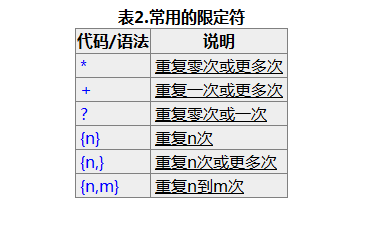 表2.常用的限定符
代码/语法 说明
* 重复零次或更多次
+ 重复一次或更多次
? 重复零次或一次
{n} 重复n次
{n,} 重复n次或更多次
{n,m} 重复n到m次